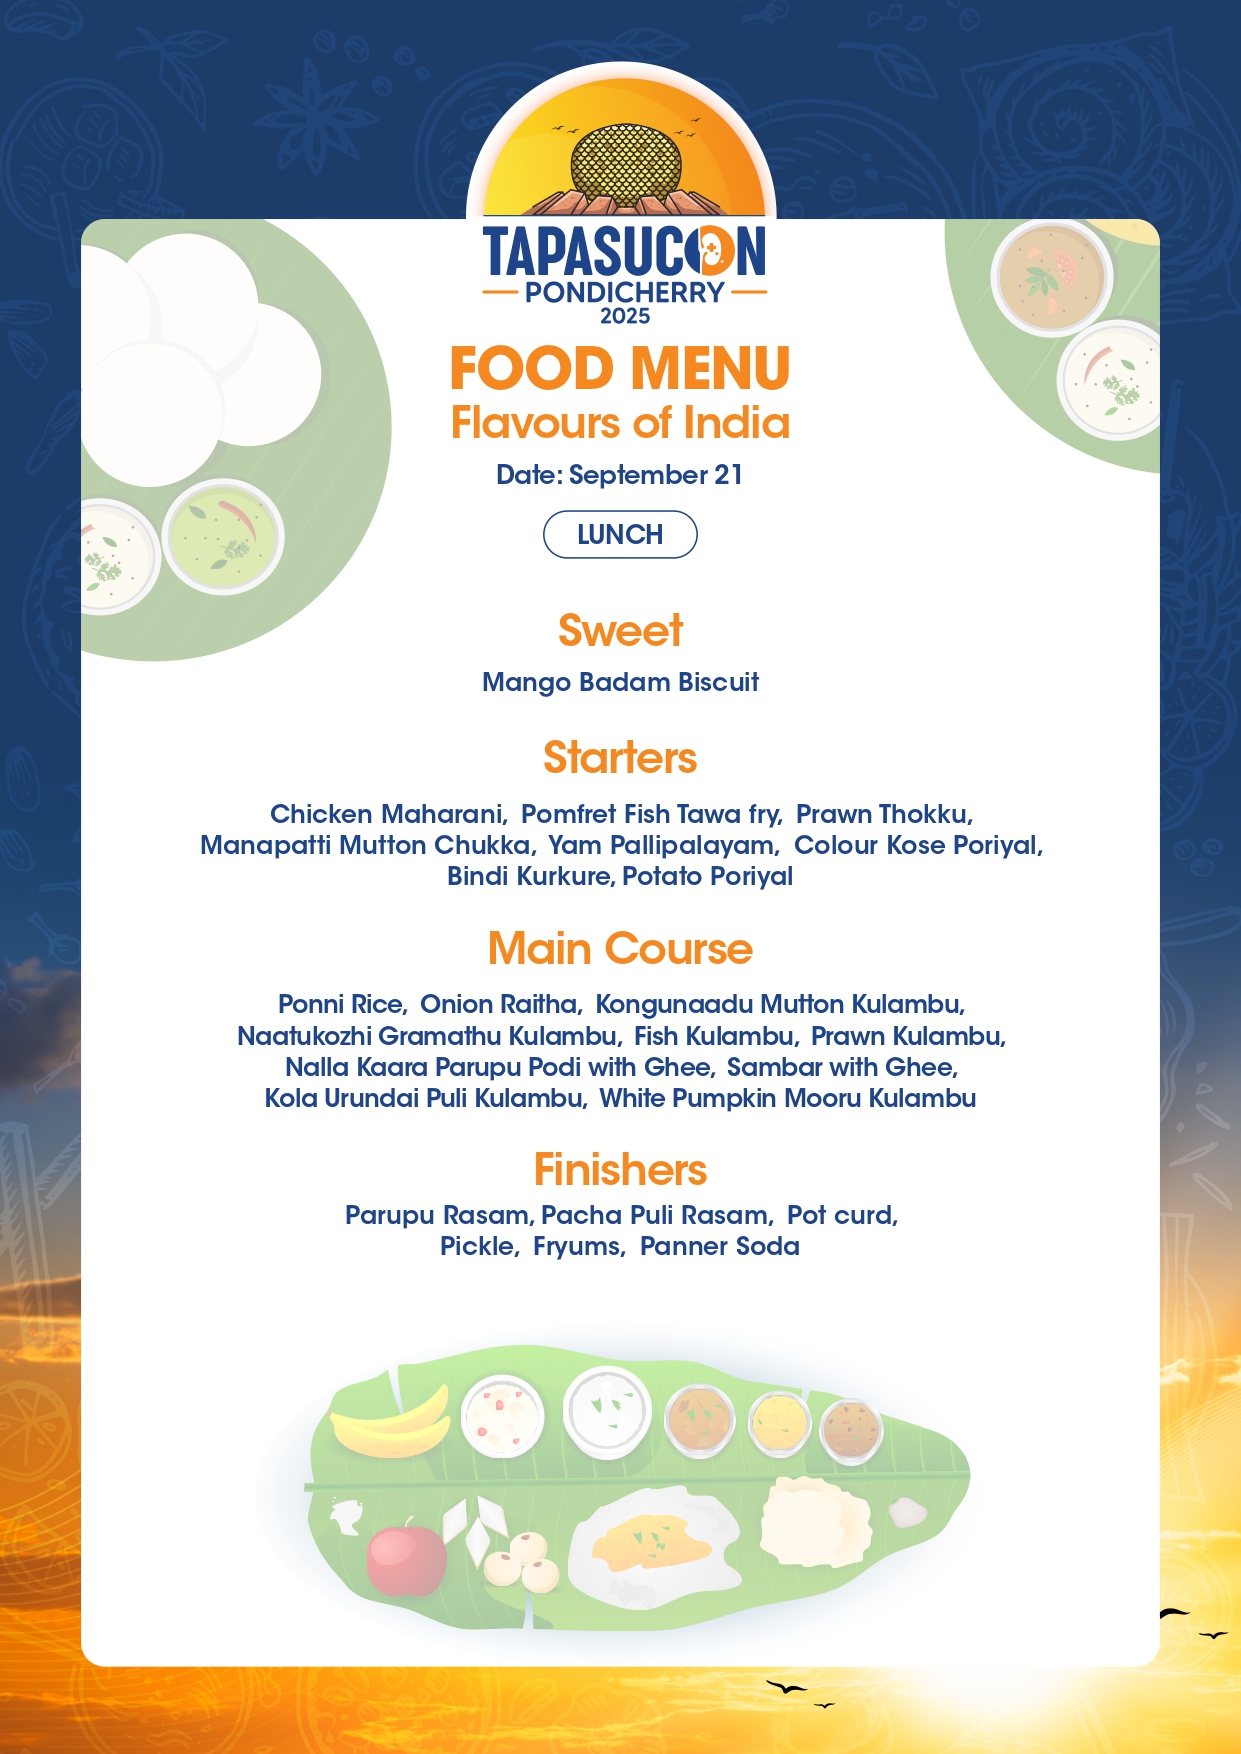 TAPASUCON
PONDICHERRY
2025
FOOD MENU
Flavours of India
Date: September 21
LUNCH
Sweet
Mango Badam Biscuit
Starters
Chicken Maharani, Pomfret Fish Tawa fry, Prawn Thokku,
Manapatti Mutton Chukka, Yam Pallipalayam, Colour Kose Poriyal,
Bindi Kurkure, Potato Poriyal
Main Course
Ponni Rice, Onion Raitha, Kongunaadu Mutton Kulambu,
Naatukozhi Gramathu Kulambu, Fish Kulambu, Prawn Kulambu,
Nalla Kaara Parupu Podi with Ghee, Sambar with Ghee,
Kola Urundai Puli Kulambu, White Pumpkin Mooru Kulambu
Finishers
Parupu Rasam, Pacha Puli Rasam, Pot curd,
Pickle, Fryums, Panner Soda